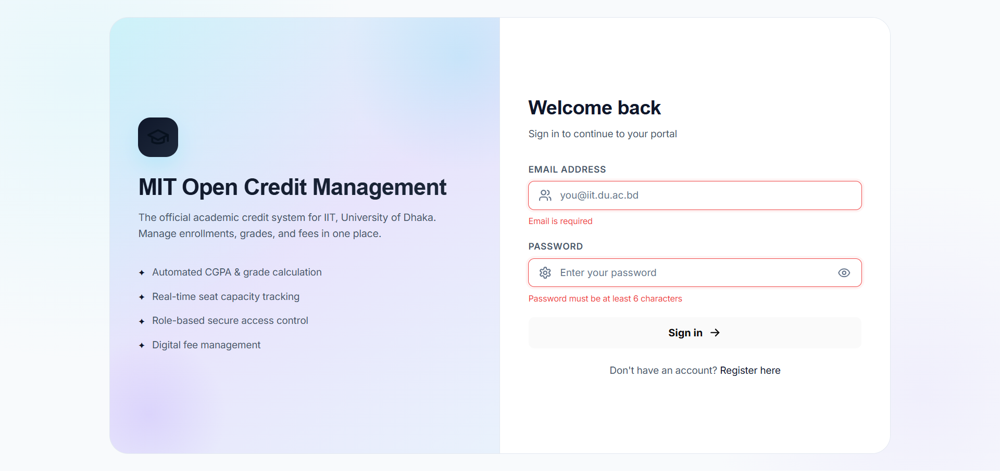 MIT Open Credit Management
The official academic credit system for IIT, University of Dhaka.
Manage enrollments, grades, and fees in one place.
✦ Automated CGPA & grade calculation
✦ Real-time seat capacity tracking
✦ Role-based secure access control
✦ Digital fee management
Welcome back
Sign in to continue to your portal
EMAIL ADDRESS
you@iit.du.ac.bd
Email is required
PASSWORD
Enter your password
Password must be at least 6 characters
Sign in →
Don't have an account? Register here